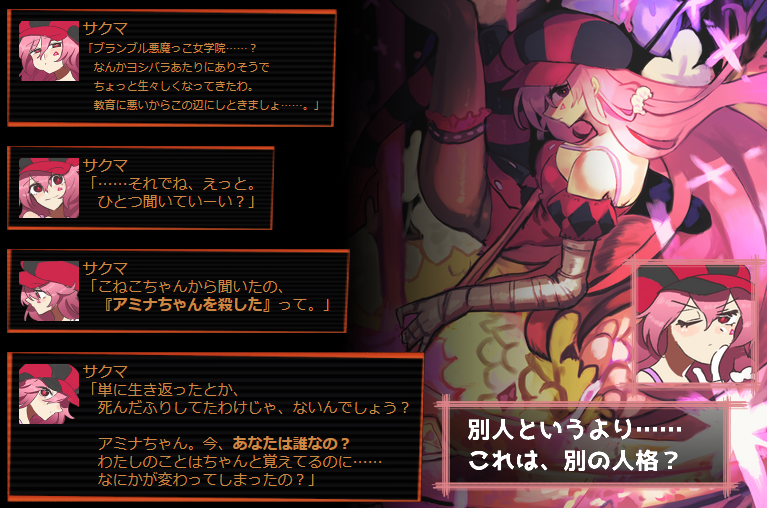 サクマ
「ブランブル悪魔っこ女学院……？
なんかヨシバラあたりにありそうで
ちょっと生々しくなってきたわ。
教育に悪いからこの辺にしときましょ……。」
サクマ
「……それでね、えっと。
ひとつ聞いていーい？」
サクマ
「こねこちゃんから聞いたの、
『アミナちゃんを殺した』って。」
サクマ
「単に生き返ったとか、
死んだふりしてたわけじゃ、ないんでしょう？
アミナちゃん。今、あなたは誰なの？
わたしのことはちゃんと覚えてるのに……
なにかが変わってしまったの？」
別人というより……
これは、別の人格？